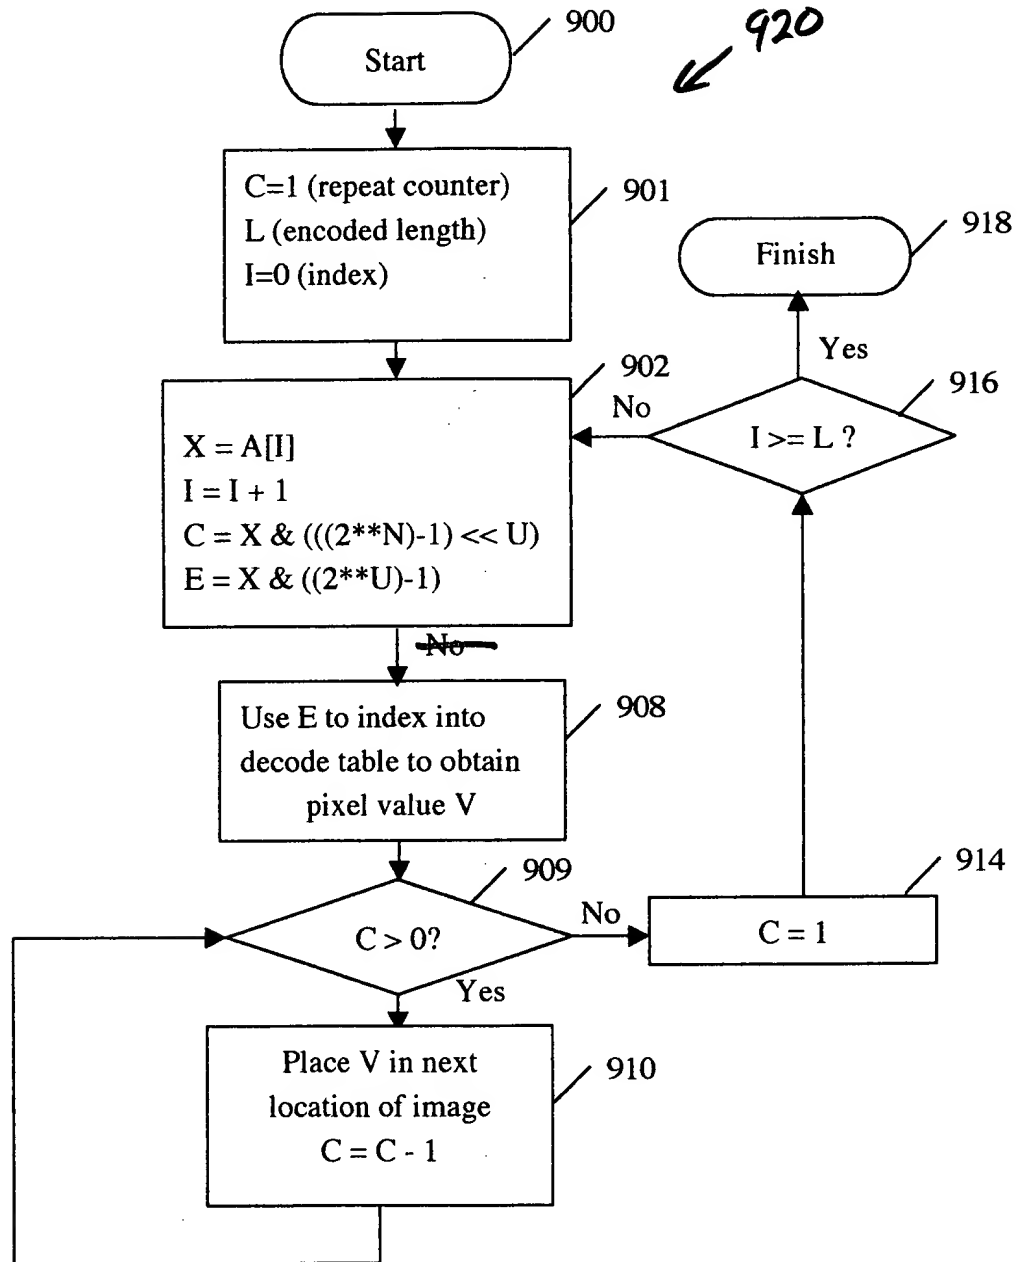 920
900
Start
C=1 (repeat counter)
L (encoded length)
I=0 (index)
901
918
Finish
Yes
902
916
No
I >= L ?
X = A[I]
I = I + 1
C = X & (((2**N)-1) << U)
E = X & ((2**U)-1)
No
Use E to index into
decode table to obtain
pixel value V
908
909
C > 0?
No
914
C = 1
Yes
Place V in next
location of image
C = C - 1
910